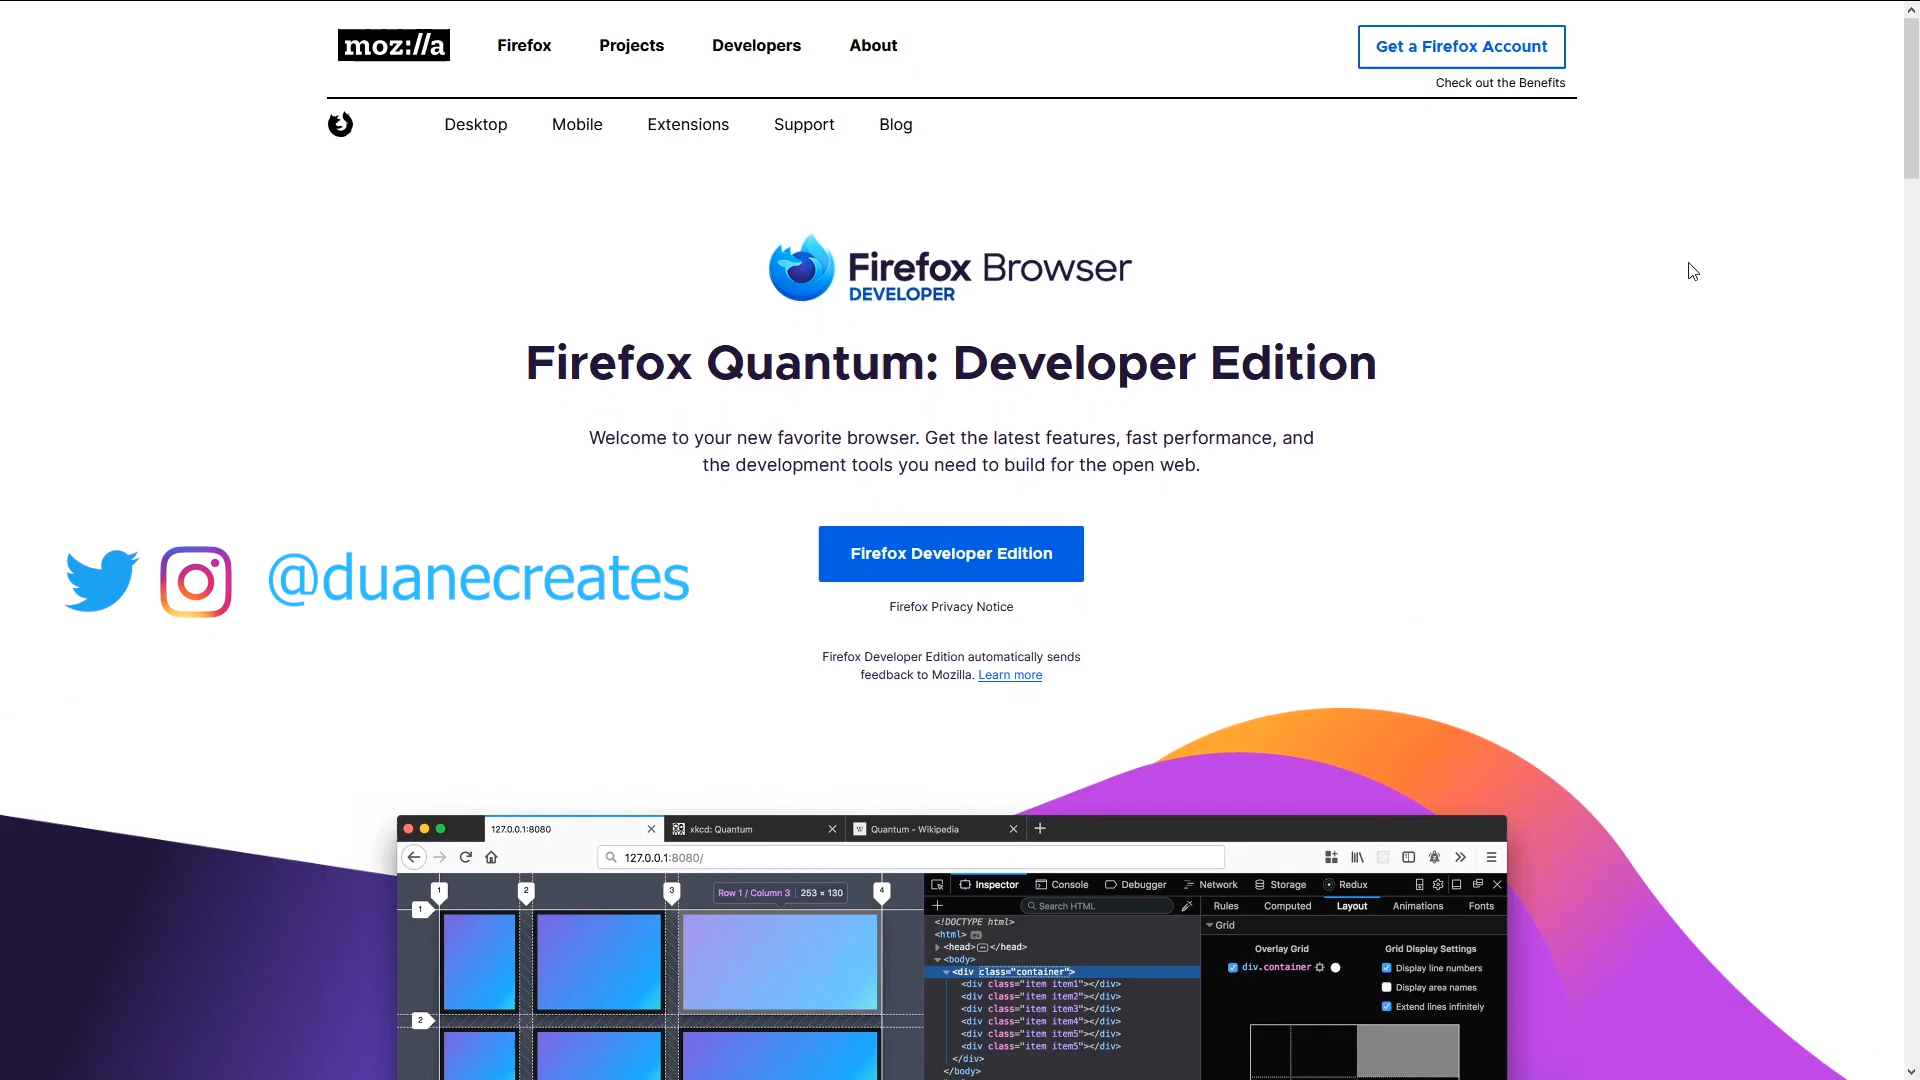 moz://a
Firefox Projects Developers About
Get a Firefox Account
Check out the Benefits
Desktop Mobile Extensions Support Blog
Firefox Browser
DEVELOPER
Firefox Quantum: Developer Edition
Welcome to your new favorite browser. Get the latest features, fast performance, and
the development tools you need to build for the open web.
@duanecreates
Firefox Developer Edition
Firefox Privacy Notice
Firefox Developer Edition automatically sends
feedback to Mozilla. Learn more
127.0.0.1:8080 xkcd: Quantum W Quantum - Wikipedia
127.0.0.1:8080/
1 2 3 Row 1 / Column 3 253 × 130 4
Inspector Console Debugger Network Storage Redux
1
Search HTML
Rules Computed Layout Animations Fonts
<!DOCTYPE html>
<html>
<head></head>
<body>
<div class="container">
<div class="item item1"></div>
<div class="item item2"></div>
<div class="item item3"></div>
<div class="item item4"></div>
<div class="item item5"></div>
<div class="item item5"></div>
</div>
</body>
Grid
Overlay Grid Grid Display Settings
div.container Display line numbers
Display area names
Extend lines infinitely
2